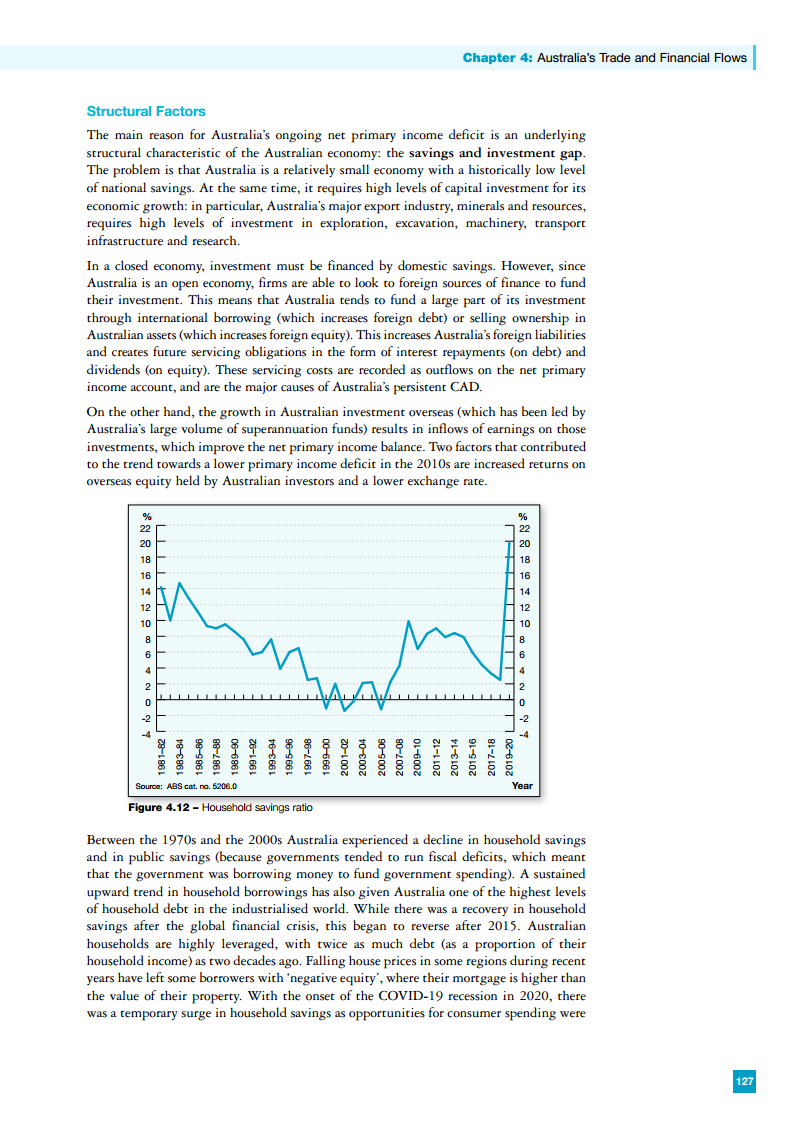 Chapter 4: Australia's Trade and Financial Flows
Structural Factors
The main reason for Australia's ongoing net primary income deficit is an underlying
structural characteristic of the Australian economy: the savings and investment gap.
The problem is that Australia is a relatively small economy with a historically low level
of national savings. At the same time, it requires high levels of capital investment for its
economic growth: in particular, Australia's major export industry, minerals and resources,
requires high levels of investment in exploration, excavation, machinery, transport
infrastructure and research.
In a closed economy, investment must be financed by domestic savings. However, since
Australia is an open economy, firms are able to look to foreign sources of finance to fund
their investment. This means that Australia tends to fund a large part of its investment
through international borrowing (which increases foreign debt) or selling ownership in
Australian assets (which increases foreign equity). This increases Australia's foreign liabilities
and creates future servicing obligations in the form of interest repayments (on debt) and
dividends (on equity). These servicing costs are recorded as outflows on the net primary
income account, and are the major causes of Australia's persistent CAD.
On the other hand, the growth in Australian investment overseas (which has been led by
Australia's large volume of superannuation funds) results in inflows of earnings on those
investments, which improve the net primary income balance. Two factors that contributed
to the trend towards a lower primary income deficit in the 2010s are increased returns on
overseas equity held by Australian investors and a lower exchange rate.
% %
22 22
20 20
18 18
16 16
14 14
12 12
10 10
8 8
6 6
4 4
2 2
0 0
-2 -2
-4 -4
1981–82
1983–84
1985–86
1987–88
1989–90
1991–92
1993–94
1995–96
1997–98
1999–00
2001–02
2003–04
2005–06
2007–08
2009–10
2011–12
2013–14
2015–16
2017–18
2019–20
Source: ABS cat. no. 5206.0 Year
Figure 4.12 – Household savings ratio
Between the 1970s and the 2000s Australia experienced a decline in household savings
and in public savings (because governments tended to run fiscal deficits, which meant
that the government was borrowing money to fund government spending). A sustained
upward trend in household borrowings has also given Australia one of the highest levels
of household debt in the industrialised world. While there was a recovery in household
savings after the global financial crisis, this began to reverse after 2015. Australian
households are highly leveraged, with twice as much debt (as a proportion of their
household income) as two decades ago. Falling house prices in some regions during recent
years have left some borrowers with 'negative equity', where their mortgage is higher than
the value of their property. With the onset of the COVID-19 recession in 2020, there
was a temporary surge in household savings as opportunities for consumer spending were
127